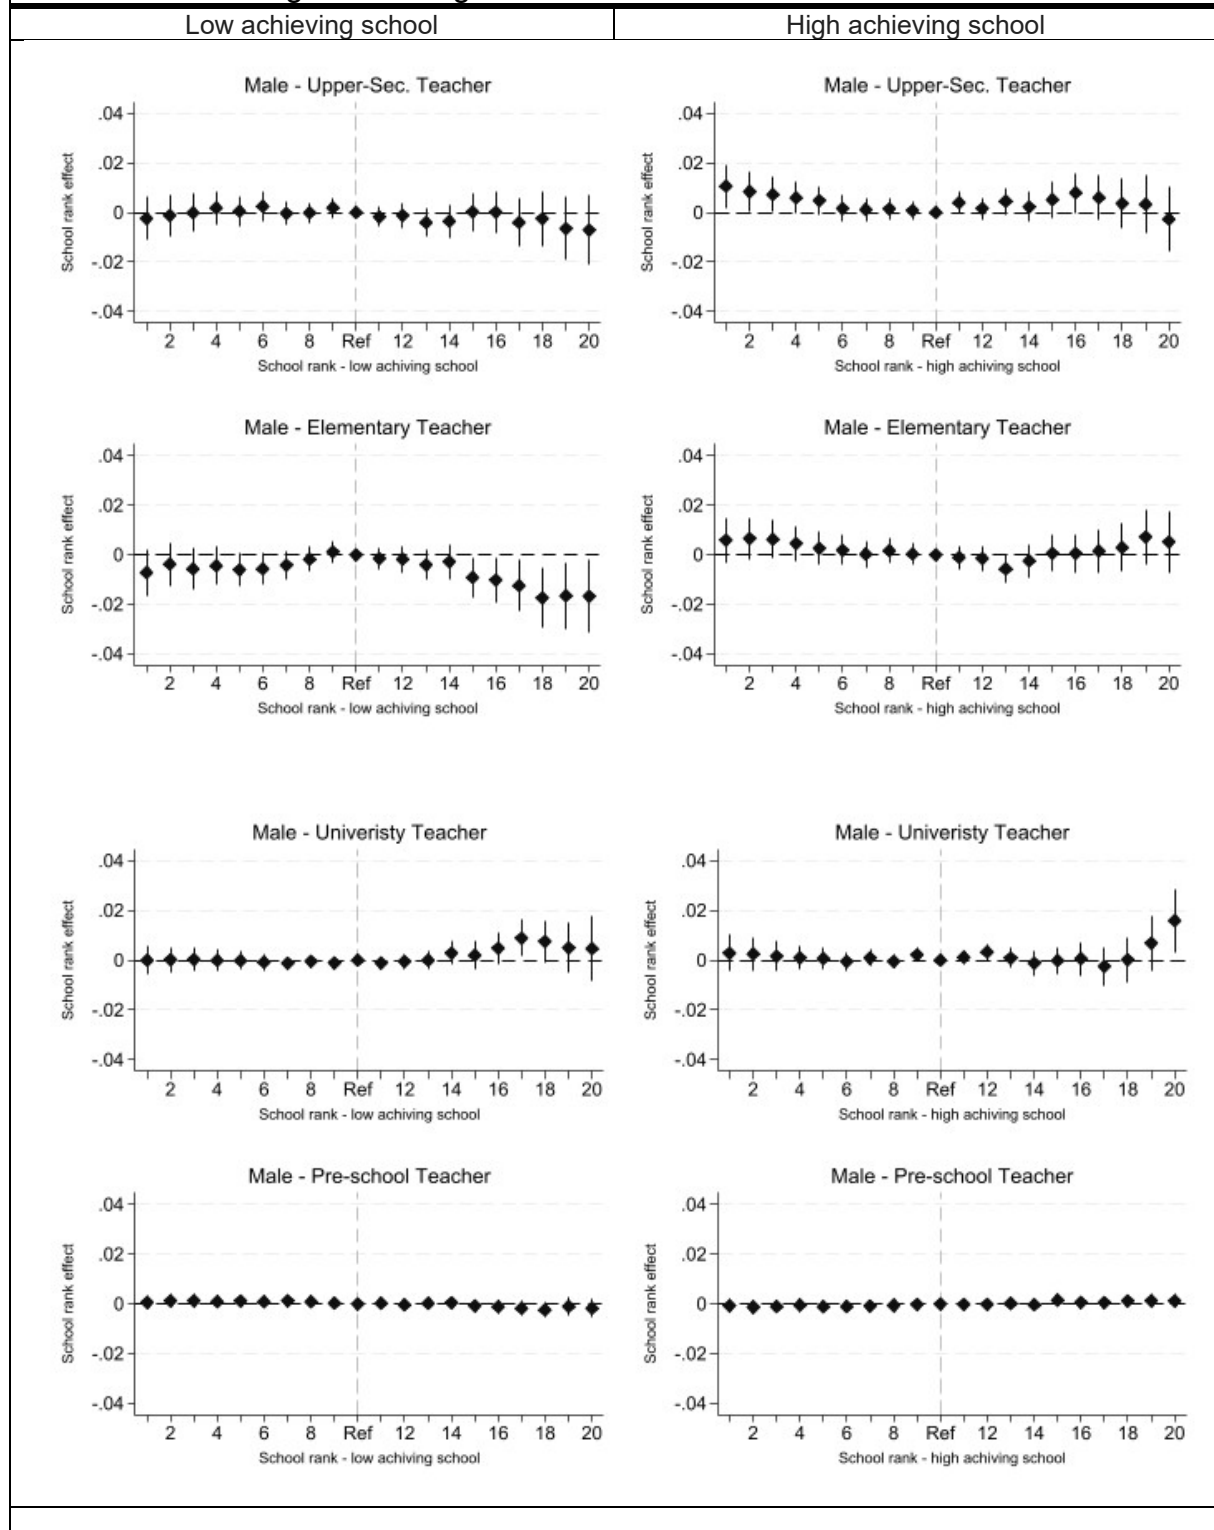 Low achieving school High achieving school
Male - Upper-Sec. Teacher Male - Upper-Sec. Teacher
.04 .04
.02 .02
0 0
-.02 -.02
-.04 -.04
School rank effect School rank effect
2 4 6 8 Ref 12 14 16 18 20 2 4 6 8 Ref 12 14 16 18 20
School rank - low achiving school School rank - high achiving school
Male - Elementary Teacher Male - Elementary Teacher
.04 .04
.02 .02
0 0
-.02 -.02
-.04 -.04
School rank effect School rank effect
2 4 6 8 Ref 12 14 16 18 20 2 4 6 8 Ref 12 14 16 18 20
School rank - low achiving school School rank - high achiving school
Male - Univeristy Teacher Male - Univeristy Teacher
.04 .04
.02 .02
0 0
-.02 -.02
-.04 -.04
School rank effect School rank effect
2 4 6 8 Ref 12 14 16 18 20 2 4 6 8 Ref 12 14 16 18 20
School rank - low achiving school School rank - high achiving school
Male - Pre-school Teacher Male - Pre-school Teacher
.04 .04
.02 .02
0 0
-.02 -.02
-.04 -.04
School rank effect School rank effect
2 4 6 8 Ref 12 14 16 18 20 2 4 6 8 Ref 12 14 16 18 20
School rank - low achiving school School rank - high achiving school